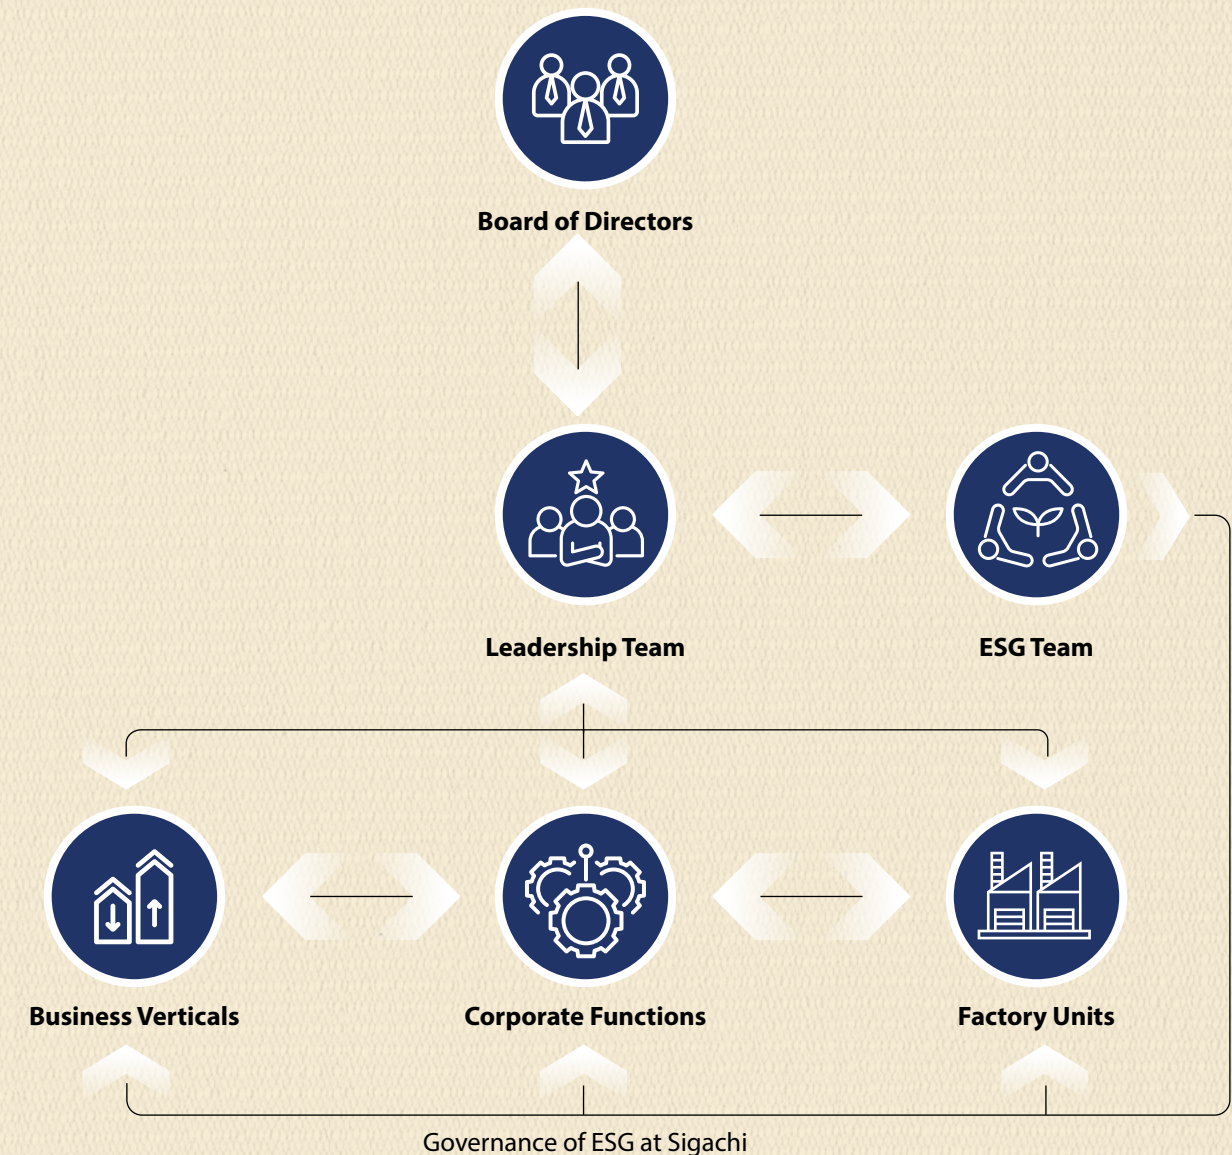 Board of Directors
Leadership Team
ESG Team
Business Verticals
Corporate Functions
Factory Units
Governance of ESG at Sigachi